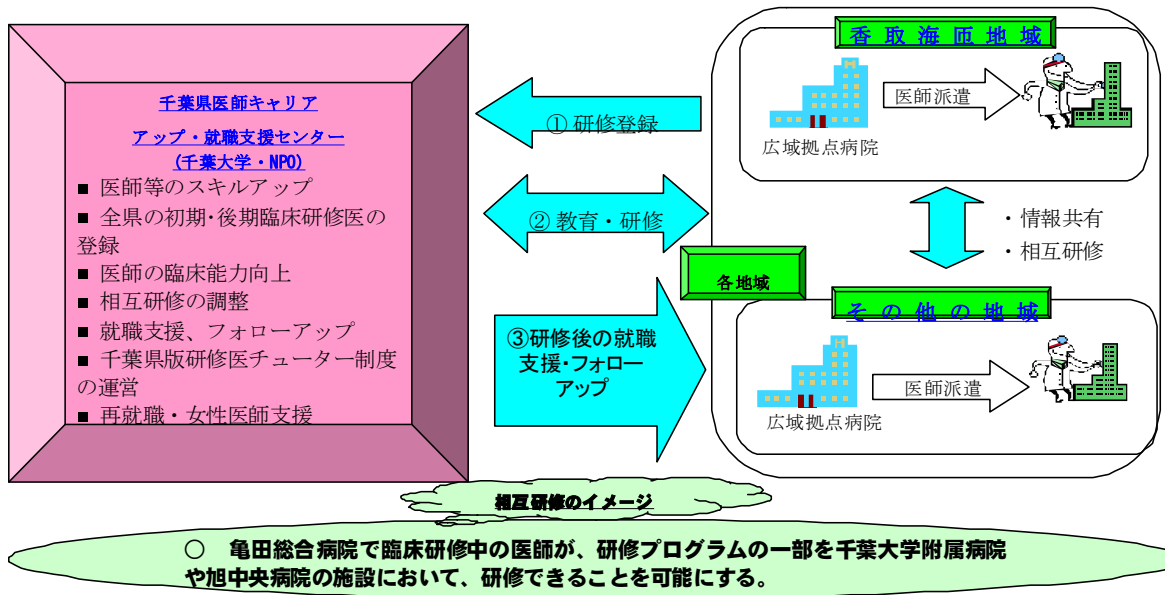 千葉県医師キャリア
アップ・就職支援センター
(千葉大学・NPO)
■ 医師等のスキルアップ
■ 全県の初期・後期臨床研修医の
登録
■ 医師の臨床能力向上
■ 相互研修の調整
■ 就職支援、フォローアップ
■ 千葉県版研修医チューター制度
の運営
■ 再就職・女性医師支援
① 研修登録
② 教育・研修
③研修後の就職
支援・フォロー
アップ
香取海匝地域
H
医師派遣
広域拠点病院
・情報共有
・相互研修
各地域
その他の地域
H
医師派遣
広域拠点病院
相互研修のイメージ
○ 亀田総合病院で臨床研修中の医師が、研修プログラムの一部を千葉大学附属病院
や旭中央病院の施設において、研修できることを可能にする。